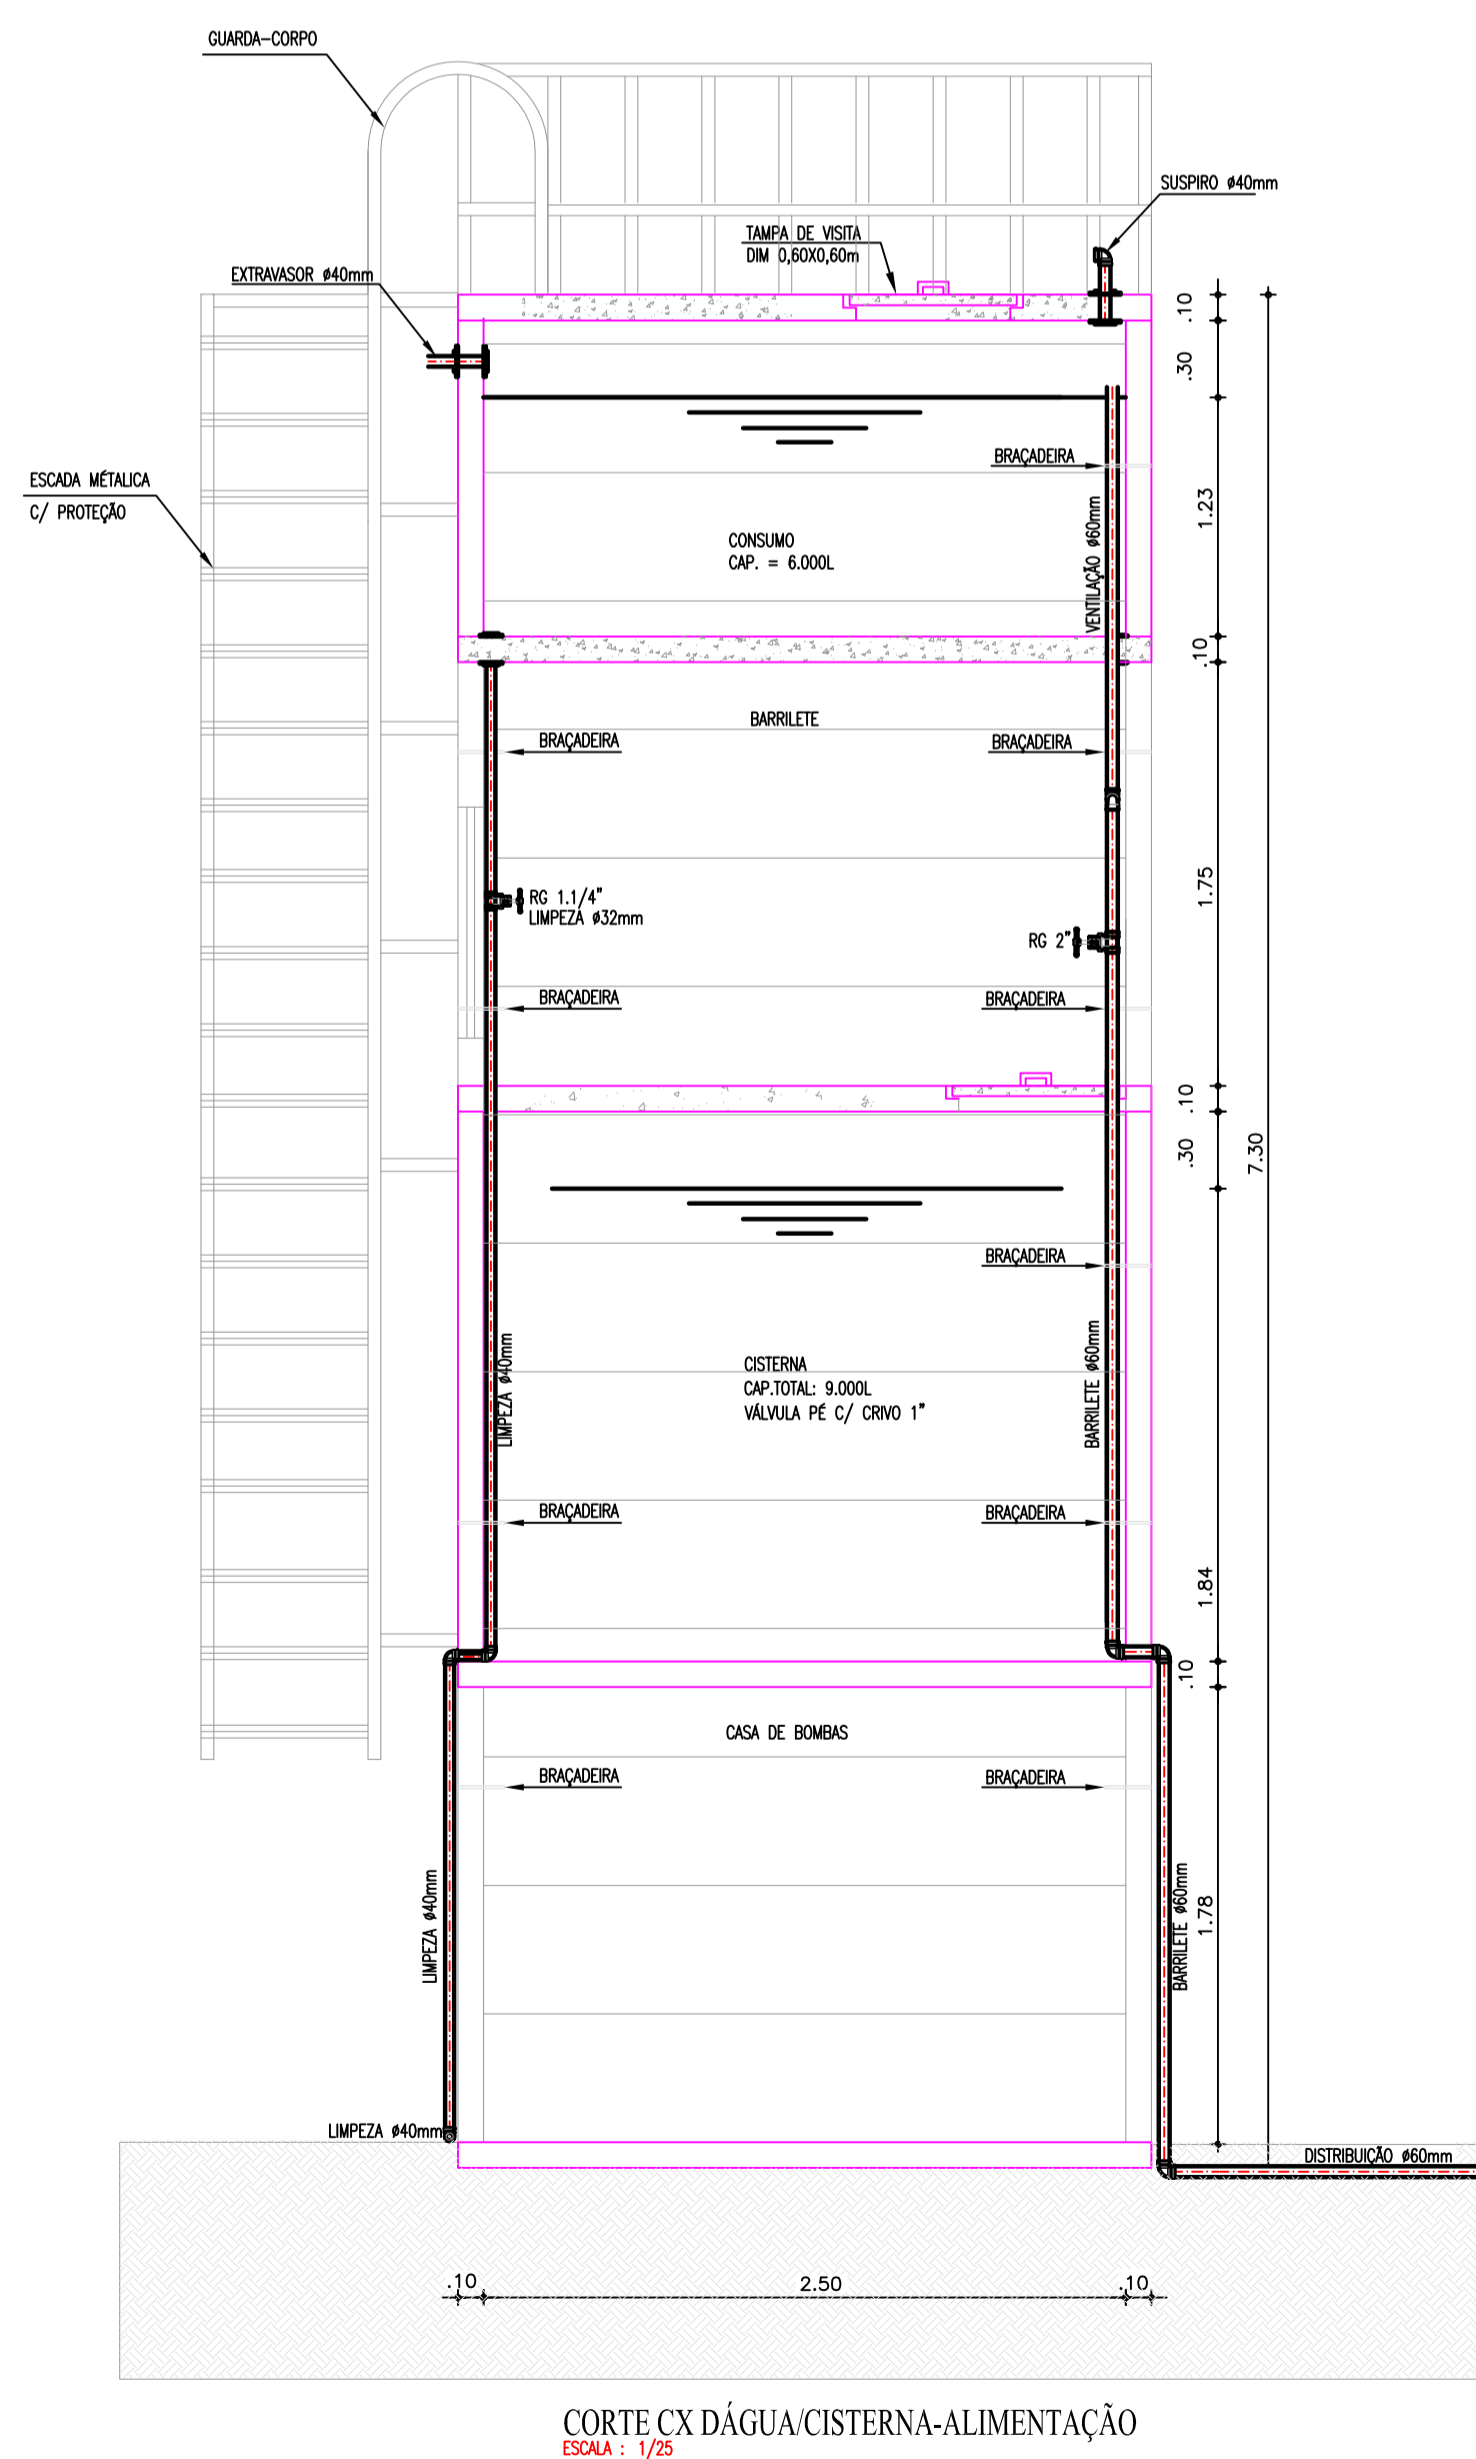 GUARDA-CORPO
SUSPIRO ø40mm
TAMPA DE VISITA
DIM 0,60X0,60m
EXTRAVASOR ø40mm
.10
.30
BRAÇADEIRA
ESCADA MÉTALICA
C/ PROTEÇÃO
1.23
VENTILAÇÃO ø60mm
CONSUMO
CAP. = 6.000L
.10
BARRILETE
BRAÇADEIRA
BRAÇADEIRA
1.75
RG 1.1/4"
LIMPEZA ø32mm
RG 2"
BRAÇADEIRA
BRAÇADEIRA
.10
.30
7.30
BRAÇADEIRA
LIMPEZA ø40mm
BARRILETE ø60mm
CISTERNA
CAP.TOTAL: 9.000L
VÁLVULA PÉ C/ CRIVO 1"
BRAÇADEIRA
BRAÇADEIRA
1.84
.10
CASA DE BOMBAS
BRAÇADEIRA
BRAÇADEIRA
LIMPEZA ø40mm
BARRILETE ø60mm
1.78
LIMPEZA ø40mm
DISTRIBUIÇÃO ø60mm
.10
2.50
.10
CORTE CX DÁGUA/CISTERNA-ALIMENTAÇÃO
ESCALA : 1/25